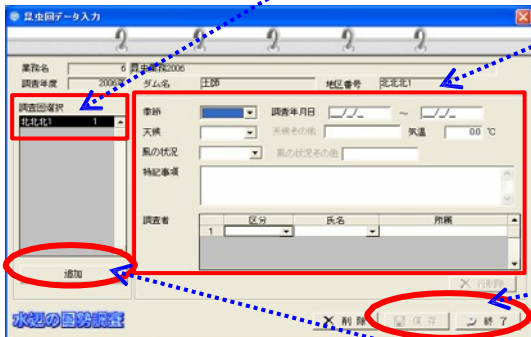 昆虫回データ入力
業務名 6 昆虫業務2006
調査年度 2006年 ダム名 土師 地区番号 北北北1
調査回選択
北北北1 1
季節 調査年月日 _/_/_ ～ _/_/_
天候 天候その他 気温 0.0 ℃
風の状況 風の状況その他
特記事項
調査者 区分 氏名 所属
1
追加
行削除
水辺の国勢調査 削除 保存 終了